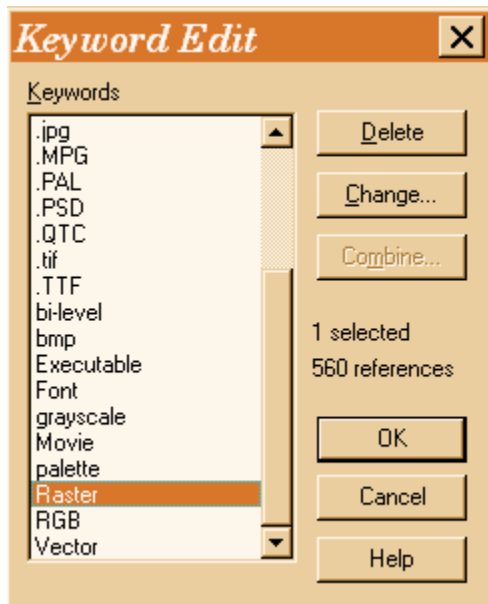 Keyword Edit
Keywords
.jpg
.MPG
.PAL
.PSD
.QTC
.tif
.TTF
bi-level
bmp
Executable
Font
grayscale
Movie
palette
Raster
RGB
Vector
Delete
Change...
Combine...
1 selected
560 references
OK
Cancel
Help